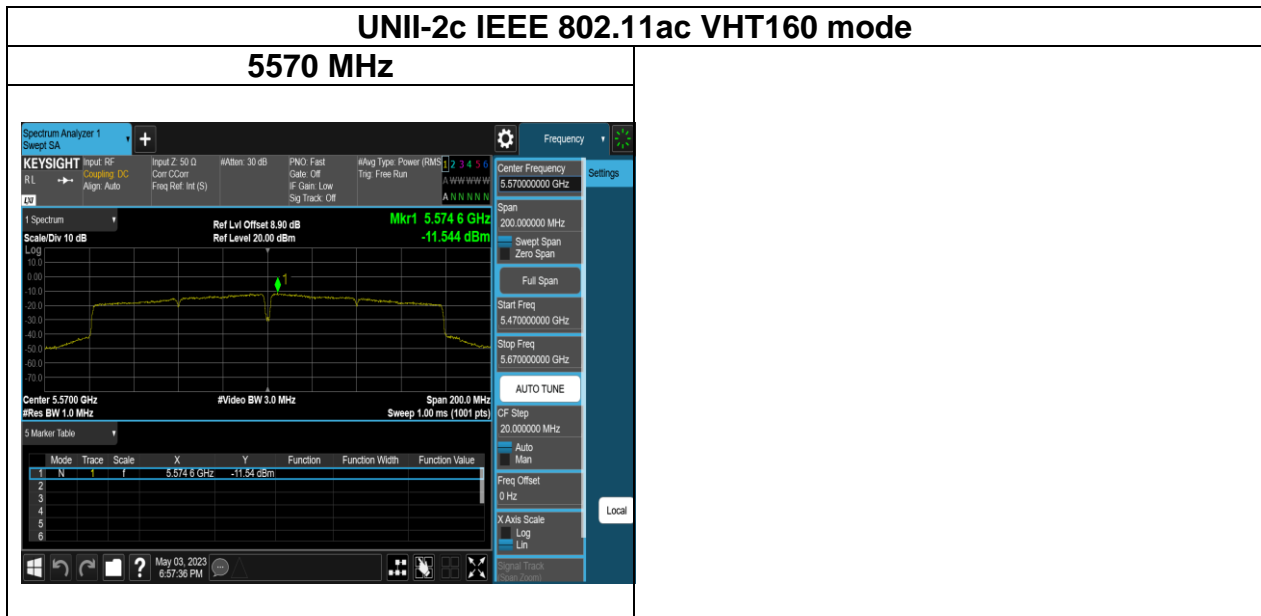 UNII-2c IEEE 802.11ac VHT160 mode
5570 MHz
Spectrum Analyzer 1
Swept SA
Frequency
KEYSIGHT
RL
Input: RF
Coupling: DC
Align: Auto
Input Z: 50 Ω
Corr CCorr
Freq Ref: Int (S)
#Atten: 30 dB
PNO: Fast
Gate: Off
IF Gain: Low
Sig Track: Off
#Avg Type: Power (RMS
Trig: Free Run
1 2 3 4 5 6
A W W W W W
A N N N N N
LXI
1 Spectrum
Scale/Div 10 dB
Ref Lvl Offset 8.90 dB
Ref Level 20.00 dBm
Mkr1 5.574 6 GHz
-11.544 dBm
Log
10.0
0.00
-10.0
-20.0
-30.0
-40.0
-50.0
-60.0
-70.0
1
Center 5.5700 GHz
#Res BW 1.0 MHz
#Video BW 3.0 MHz
Span 200.0 MHz
Sweep 1.00 ms (1001 pts)
5 Marker Table
Mode Trace Scale X Y Function Function Width Function Value
1 N 1 f 5.574 6 GHz -11.54 dBm
2
3
4
5
6
Center Frequency
5.570000000 GHz
Settings
Span
200.000000 MHz
Swept Span
Zero Span
Full Span
Start Freq
5.470000000 GHz
Stop Freq
5.670000000 GHz
AUTO TUNE
CF Step
20.000000 MHz
Auto
Man
Freq Offset
0 Hz
Local
X Axis Scale
Log
Lin
Signal Track
(Span Zoom)
?
May 03, 2023
6:57:36 PM